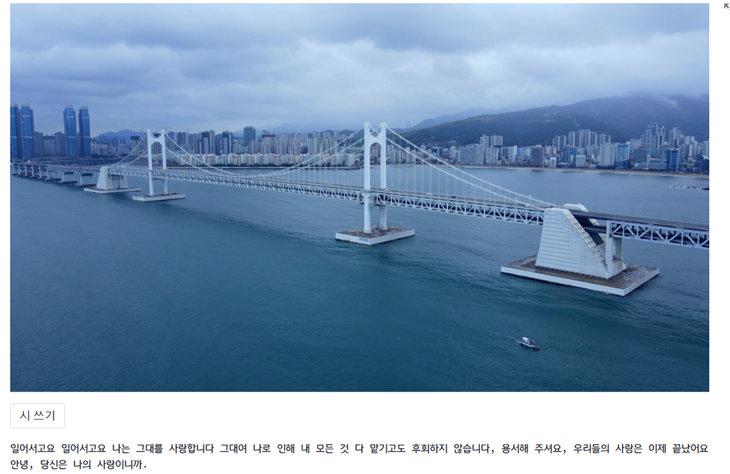 시 쓰기
일어서고요 일어서고요 나는 그대를 사랑합니다 그대여 나로 인해 내 모든 것 다 맡기고도 후회하지 않습니다, 용서해 주셔요, 우리들의 사랑은 이제 끝났어요
안녕, 당신은 나의 사랑이니까.